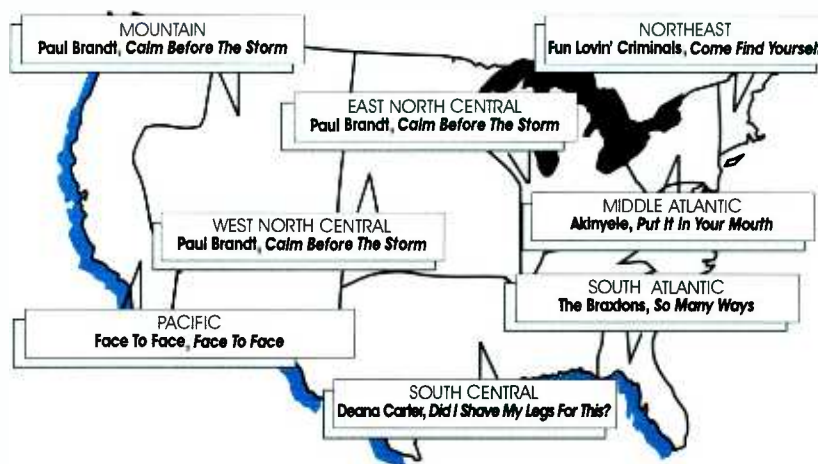 MOUNTAIN
Paul Brandt, Calm Before The Storm
NORTHEAST
Fun Lovin' Criminals, Come Find Yourself
EAST NORTH CENTRAL
Paul Brandt, Calm Before The Storm
MIDDLE ATLANTIC
Akinyele, Put It In Your Mouth
WEST NORTH CENTRAL
Paul Brandt, Calm Before The Storm
SOUTH ATLANTIC
The Braxtons, So Many Ways
PACIFIC
Face To Face, Face To Face
SOUTH CENTRAL
Deana Carter, Did I Shave My Legs For This?